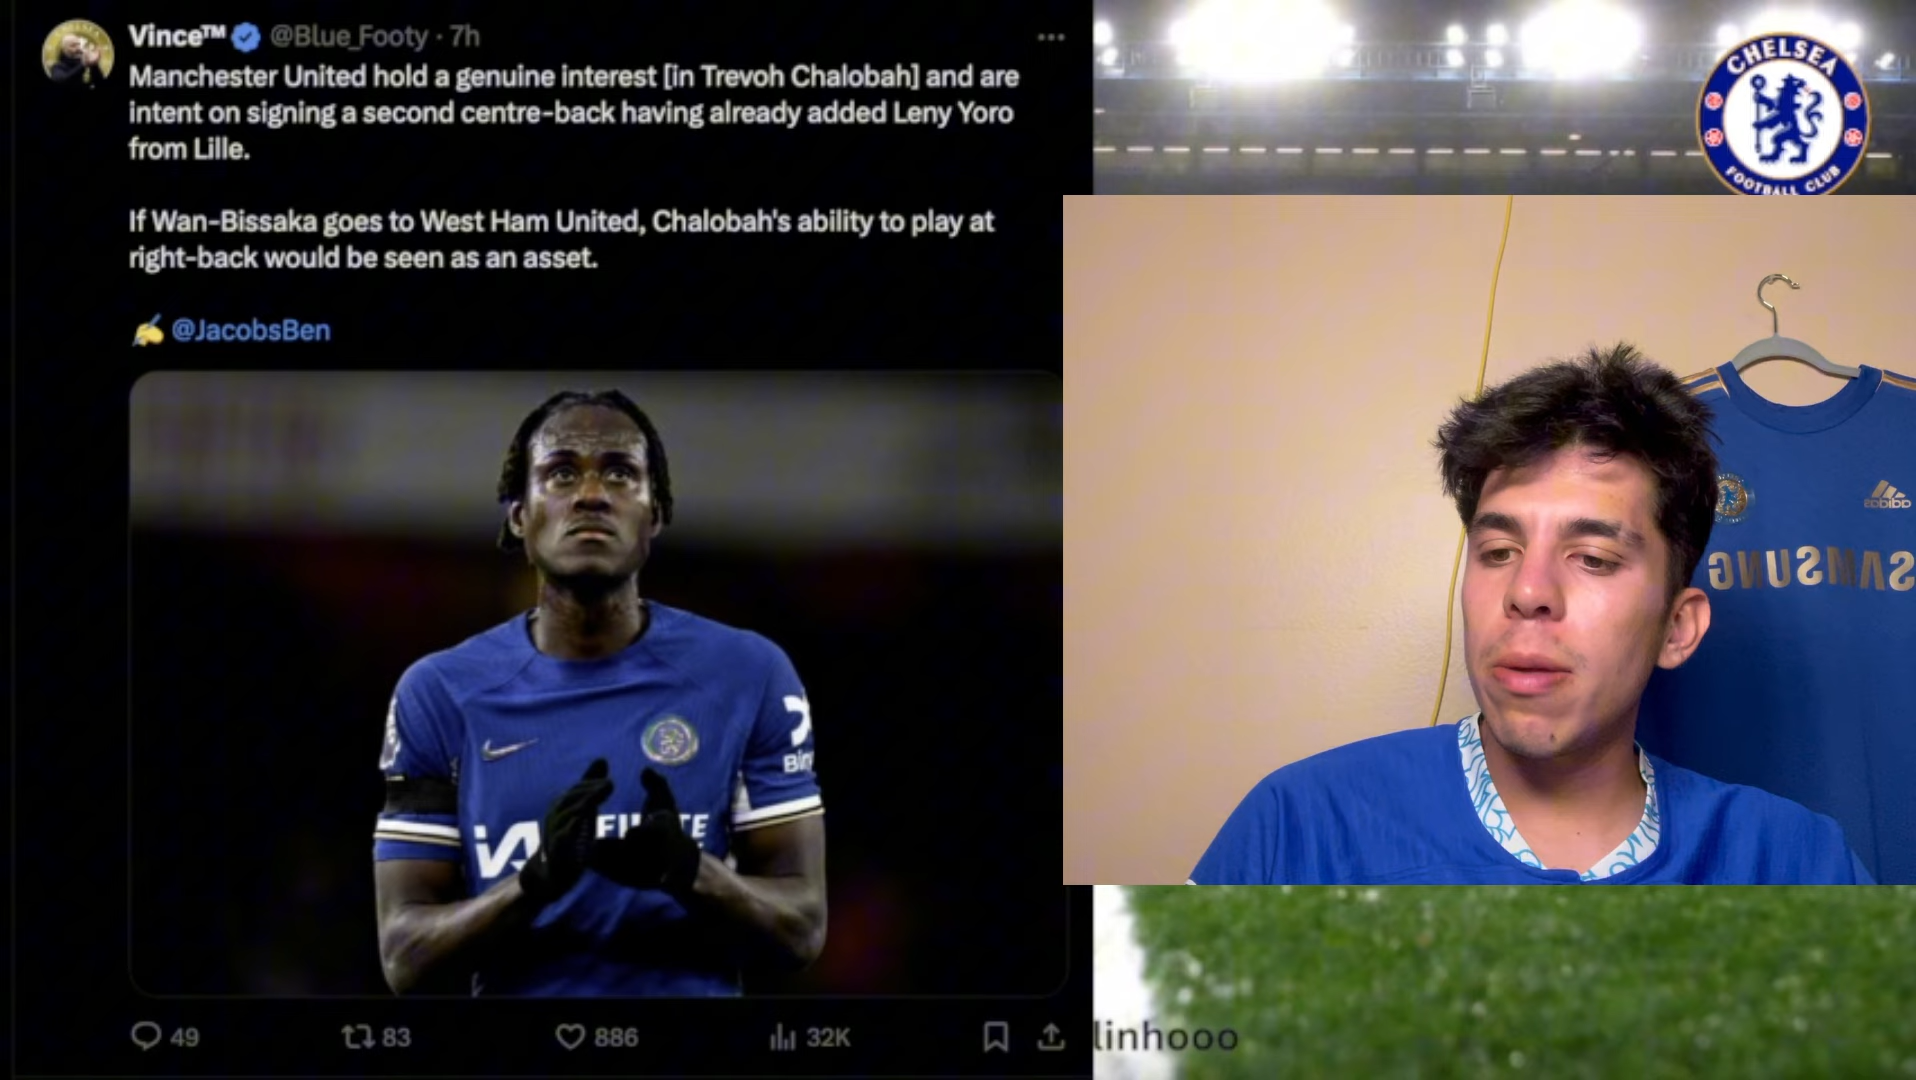 Vince™ @Blue_Footy · 7h
Manchester United hold a genuine interest [in Trevoh Chalobah] and are
intent on signing a second centre-back having already added Leny Yoro
from Lille.
If Wan-Bissaka goes to West Ham United, Chalobah's ability to play at
right-back would be seen as an asset.
✍️ @JacobsBen
49 83 886 32K
CHELSEA
FOOTBALL CLUB
adidas
SAMSUNG
linhooo